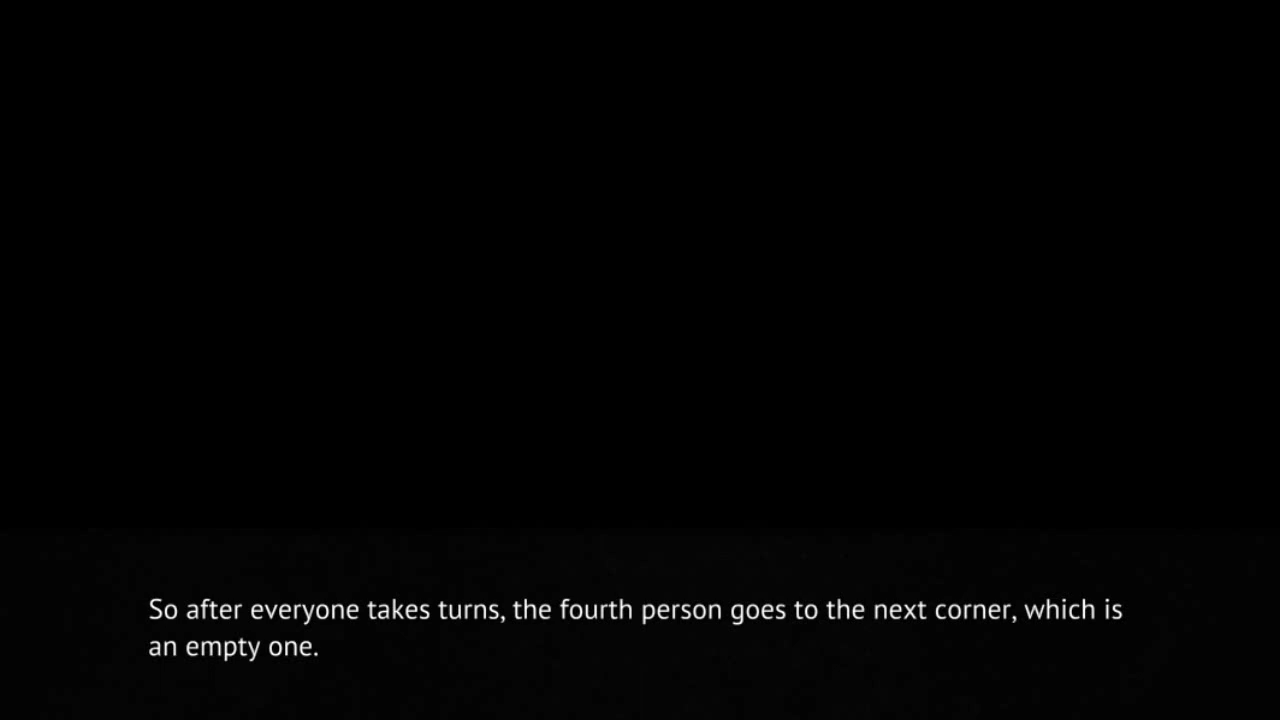 So after everyone takes turns, the fourth person goes to the next corner, which is
an empty one.